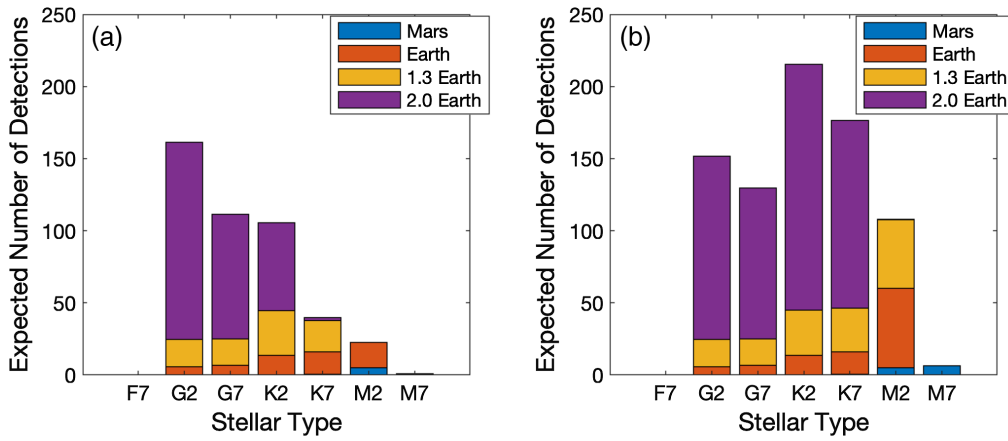 (a)
Expected Number of Detections
250
200
150
100
50
0
Mars
Earth
1.3 Earth
2.0 Earth
F7 G2 G7 K2 K7 M2 M7
Stellar Type
(b)
Expected Number of Detections
250
200
150
100
50
0
Mars
Earth
1.3 Earth
2.0 Earth
F7 G2 G7 K2 K7 M2 M7
Stellar Type